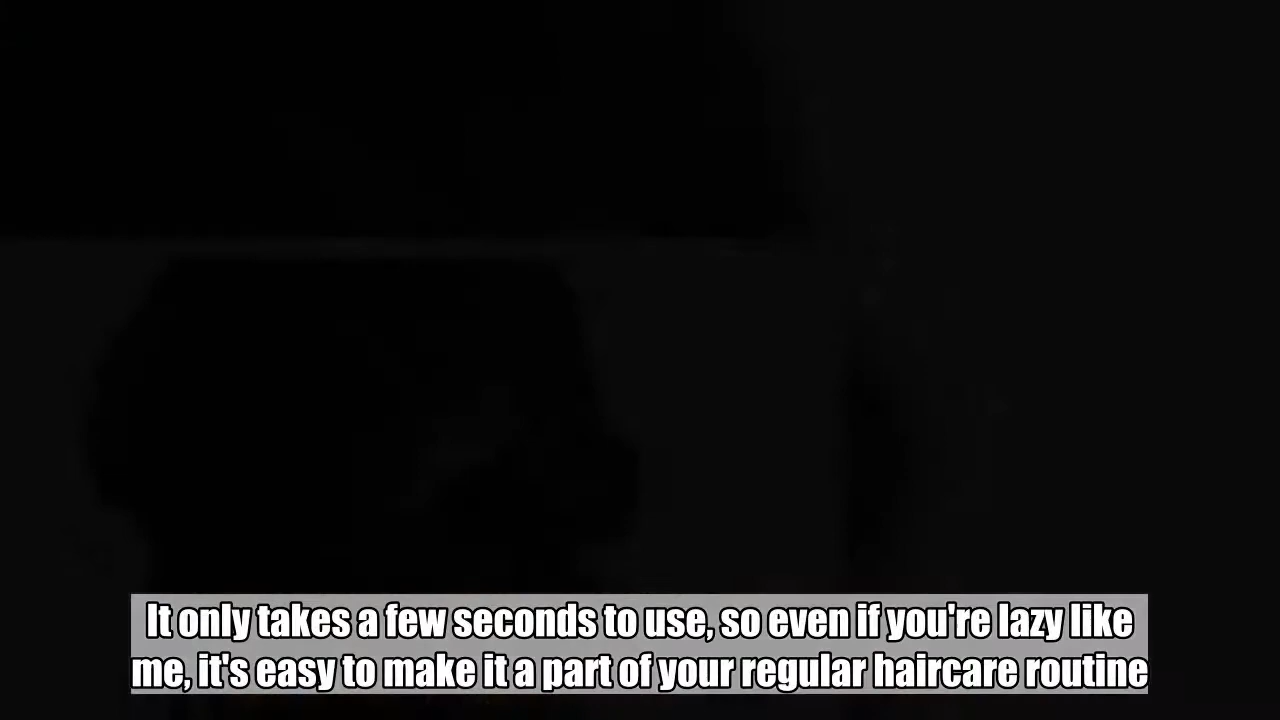 It only takes a few seconds to use, so even if you're lazy like
me, it's easy to make it a part of your regular haircare routine